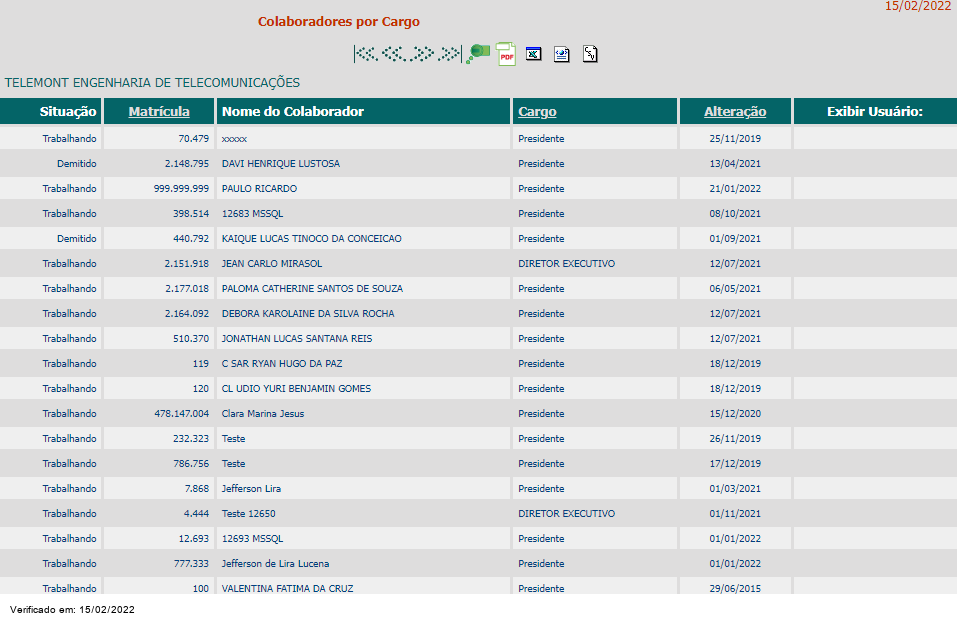 15/02/2022
Colaboradores por Cargo
TELEMONT ENGENHARIA DE TELECOMUNICAÇÕES
Situação Matrícula Nome do Colaborador Cargo Alteração Exibir Usuário:
Trabalhando 70.479 xxxxx Presidente 25/11/2019
Demitido 2.148.795 DAVI HENRIQUE LUSTOSA Presidente 13/04/2021
Trabalhando 999.999.999 PAULO RICARDO Presidente 21/01/2022
Trabalhando 398.514 12683 MSSQL Presidente 08/10/2021
Demitido 440.792 KAIQUE LUCAS TINOCO DA CONCEICAO Presidente 01/09/2021
Trabalhando 2.151.918 JEAN CARLO MIRASOL DIRETOR EXECUTIVO 12/07/2021
Trabalhando 2.177.018 PALOMA CATHERINE SANTOS DE SOUZA Presidente 06/05/2021
Trabalhando 2.164.092 DEBORA KAROLAINE DA SILVA ROCHA Presidente 12/07/2021
Trabalhando 510.370 JONATHAN LUCAS SANTANA REIS Presidente 12/07/2021
Trabalhando 119 C SAR RYAN HUGO DA PAZ Presidente 18/12/2019
Trabalhando 120 CL UDIO YURI BENJAMIN GOMES Presidente 18/12/2019
Trabalhando 478.147.004 Clara Marina Jesus Presidente 15/12/2020
Trabalhando 232.323 Teste Presidente 26/11/2019
Trabalhando 786.756 Teste Presidente 17/12/2019
Trabalhando 7.868 Jefferson Lira Presidente 01/03/2021
Trabalhando 4.444 Teste 12650 DIRETOR EXECUTIVO 01/11/2021
Trabalhando 12.693 12693 MSSQL Presidente 01/01/2022
Trabalhando 777.333 Jefferson de Lira Lucena Presidente 01/01/2022
Trabalhando 100 VALENTINA FATIMA DA CRUZ Presidente 29/06/2015
Verificado em: 15/02/2022